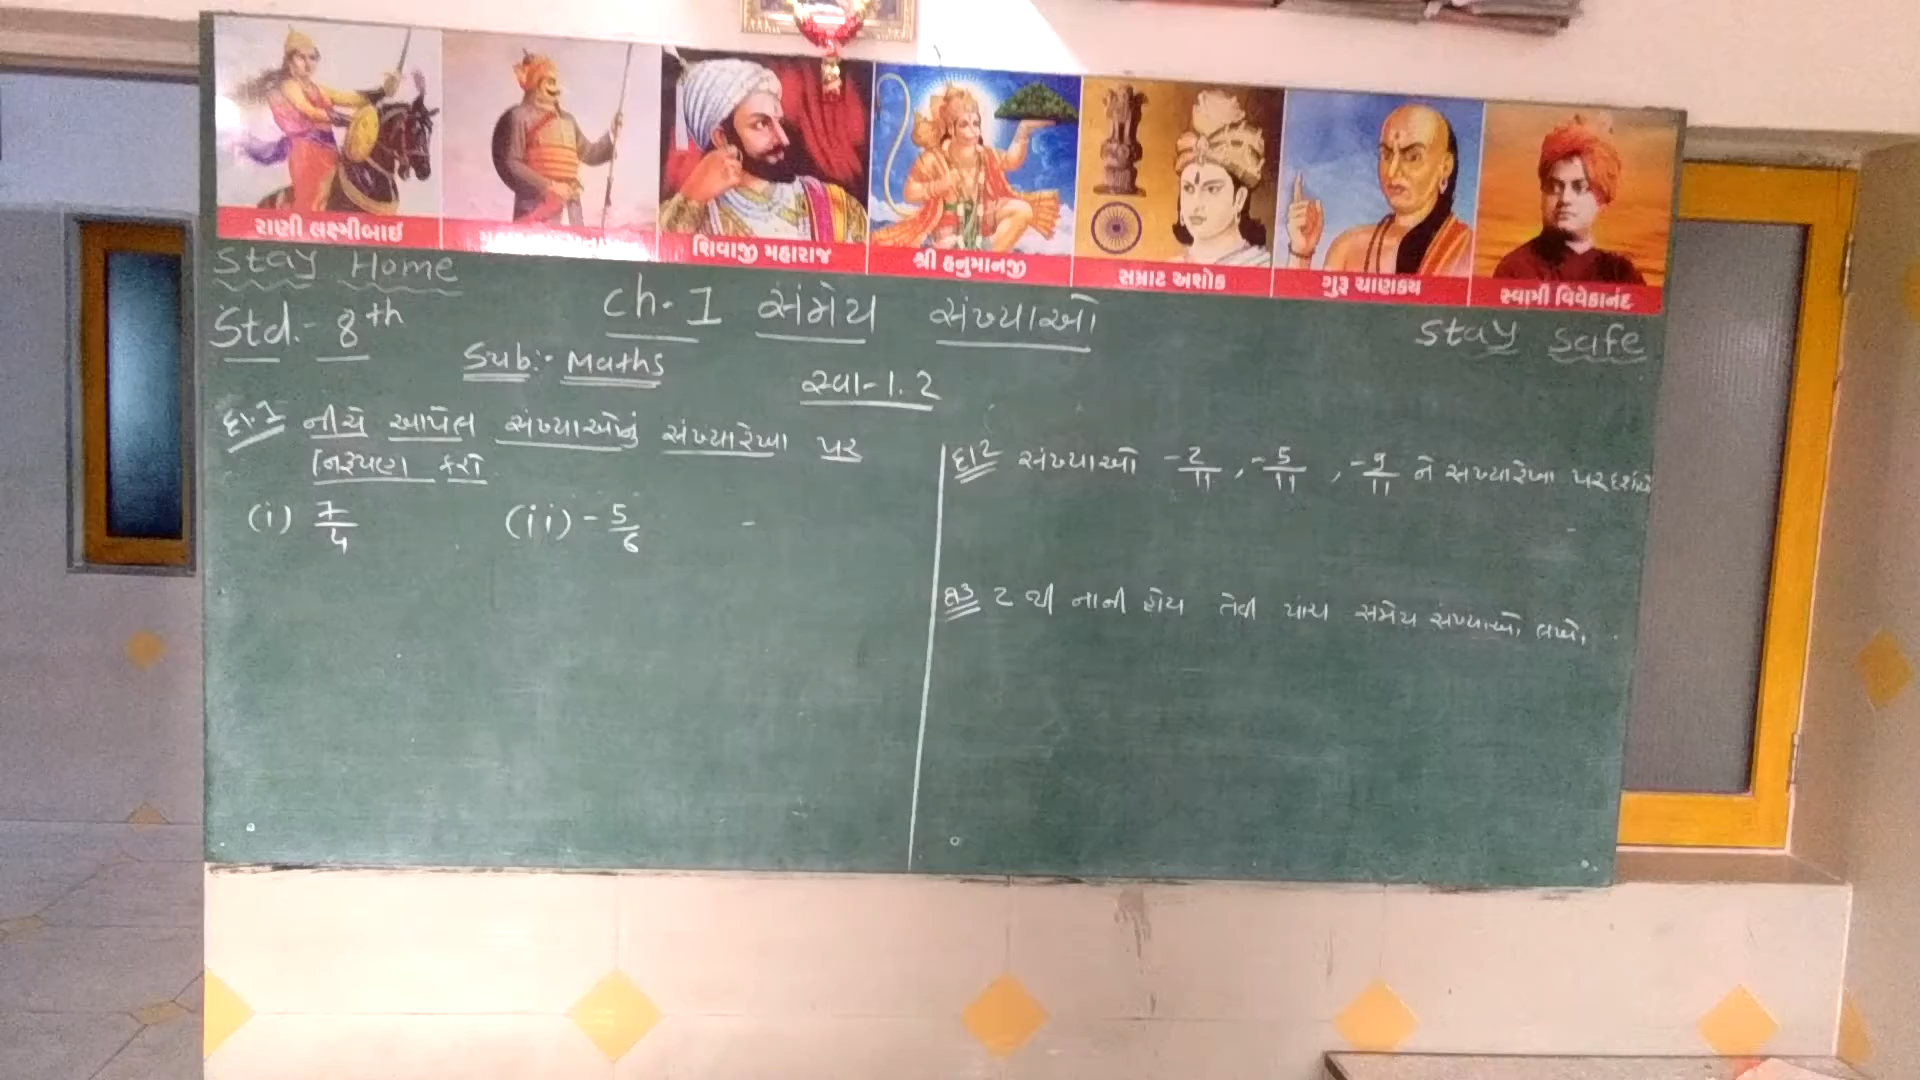 રાણી લક્ષ્મીબાઈ
શિવાજી મહારાજ
શ્રી હનુમાનજી
સમ્રાટ અશોક
ગુરૂ ચાણક્ય
સ્વામી વિવેકાનંદ
Stay Home
Std:- 8th
Ch-1 સંમેય સંખ્યાઓ
Stay Safe
Sub:- Maths
સ્વા-1.2
દા.1 નીચે આપેલ સંખ્યાઓનું સંખ્યારેખા પર
નિરૂપણ કરો
(i) 7/4 (ii) -5/6
દા2 સંખ્યાઓ -2/11, -5/11, -9/11 ને સંખ્યારેખા પર દર્શાવો
દા3 2 થી નાની હોય તેવી પાંચ સંમેય સંખ્યાઓ લખો.